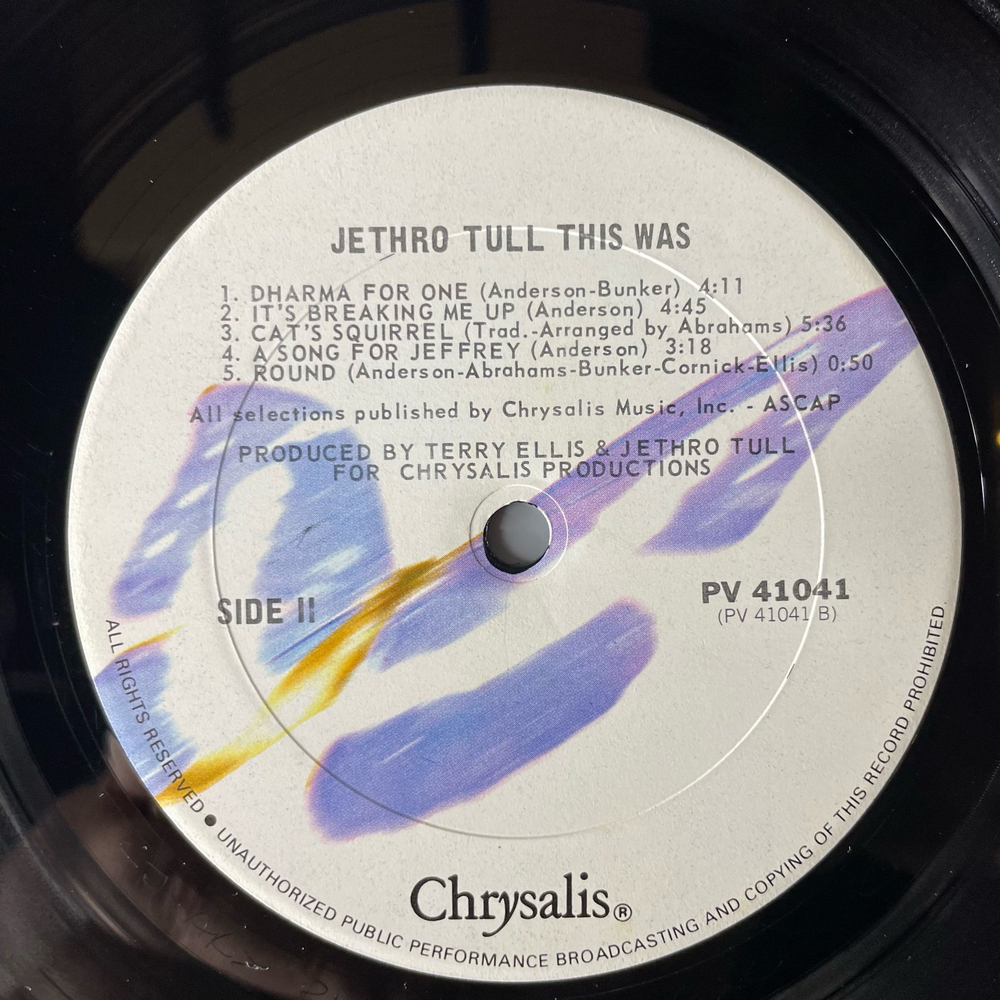 JETHRO TULL THIS WAS
1. DHARMA FOR ONE (Anderson-Bunker) 4:11
2. IT'S BREAKING ME UP (Anderson) 4:45
3. CAT'S SQUIRREL (Trad.-Arranged by Abrahams) 5:36
4. A SONG FOR JEFFREY (Anderson) 3:18
5. ROUND (Anderson-Abrahams-Bunker-Cornick-Ellis) 0:50
All selections published by Chrysalis Music, Inc. - ASCAP
PRODUCED BY TERRY ELLIS & JETHRO TULL
FOR CHRYSALIS PRODUCTIONS
SIDE II
PV 41041
(PV 41041 B)
Chrysalis®
ALL RIGHTS RESERVED • UNAUTHORIZED PUBLIC PERFORMANCE BROADCASTING AND COPYING OF THIS RECORD PROHIBITED.